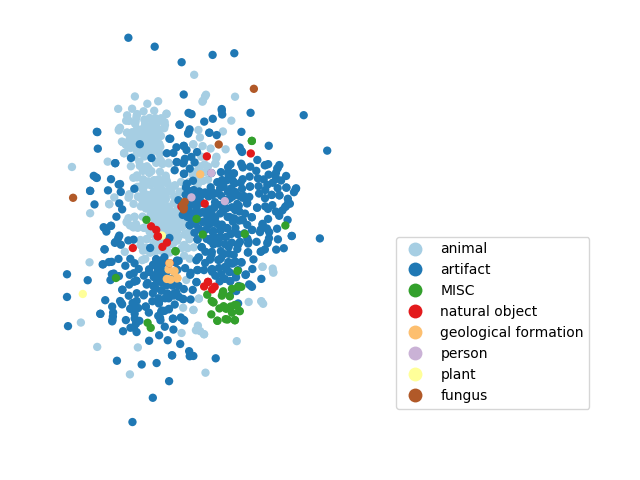 animal
artifact
MISC
natural object
geological formation
person
plant
fungus